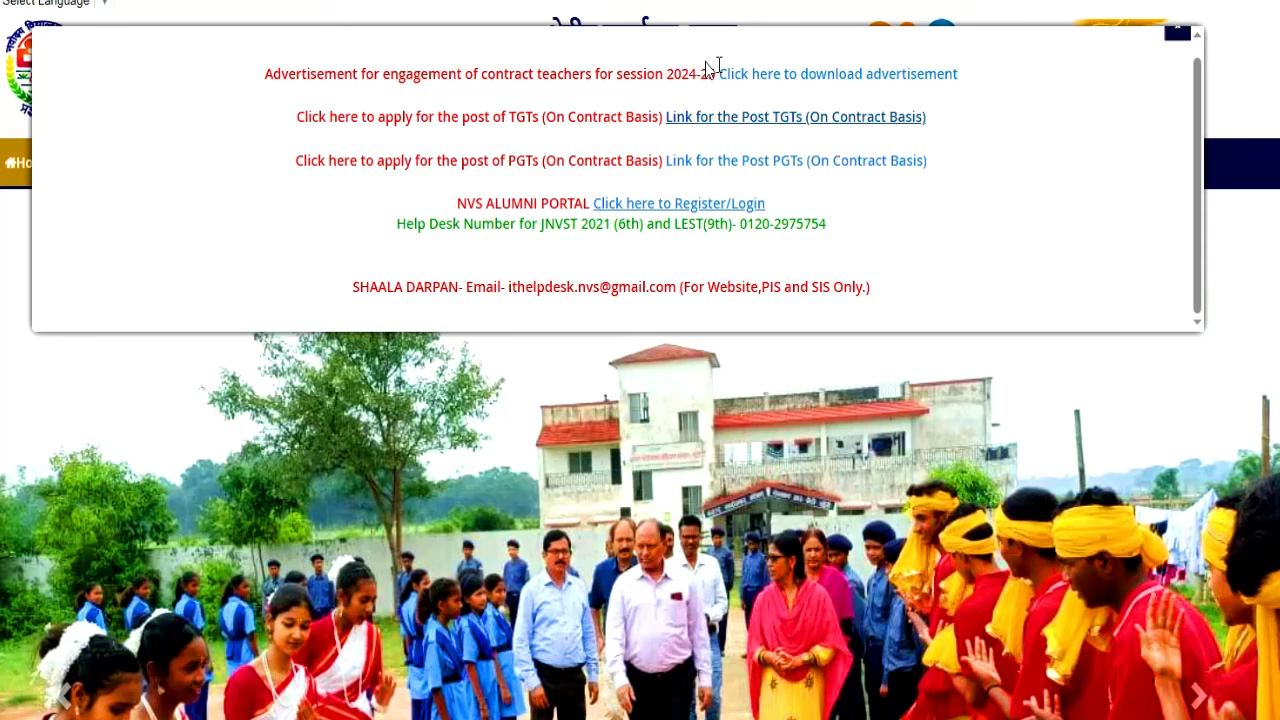 Select Language
Advertisement for engagement of contract teachers for session 2024- Click here to download advertisement
Click here to apply for the post of TGTs (On Contract Basis) Link for the Post TGTs (On Contract Basis)
Click here to apply for the post of PGTs (On Contract Basis) Link for the Post PGTs (On Contract Basis)
NVS ALUMNI PORTAL Click here to Register/Login
Help Desk Number for JNVST 2021 (6th) and LEST(9th)- 0120-2975754
SHAALA DARPAN- Email- ithelpdesk.nvs@gmail.com (For Website,PIS and SIS Only.)